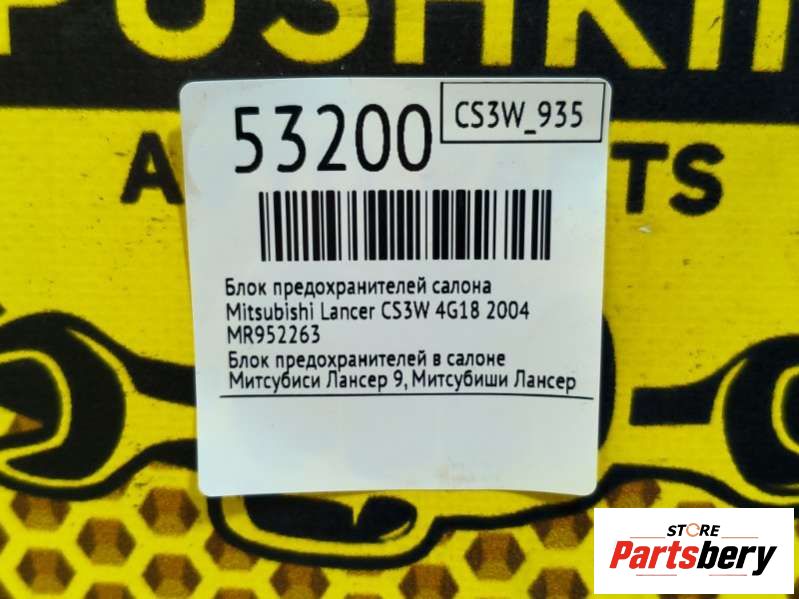 53200
CS3W_935
Блок предохранителей салона
Mitsubishi Lancer CS3W 4G18 2004
MR952263
Блок предохранителей в салоне
Митсубиси Лансер 9, Митсубиши Лансер
STORE
Partsbery